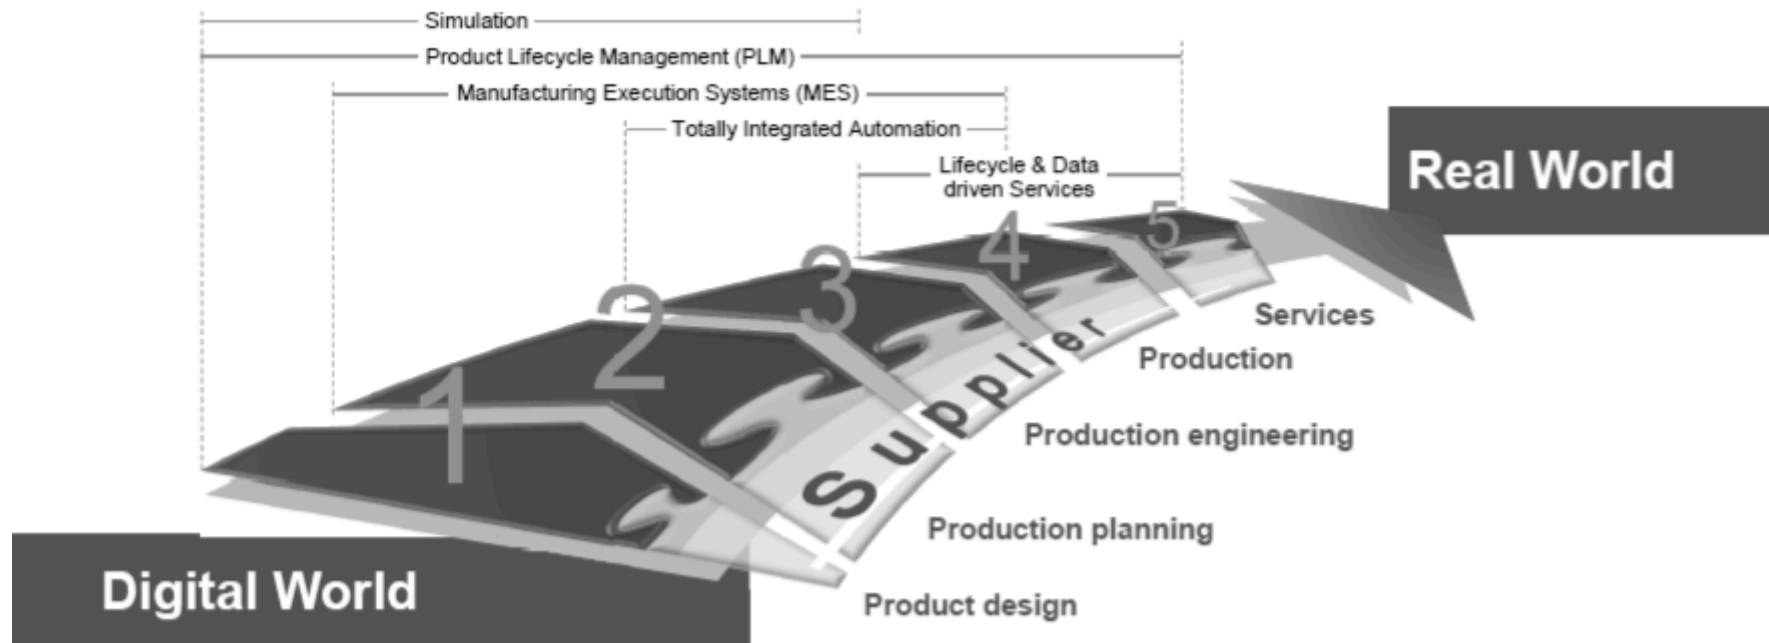 Simulation
Product Lifecycle Management (PLM)
Manufacturing Execution Systems (MES)
Totally Integrated Automation
Lifecycle & Data
driven Services
Real World
5
4
3
2
1
Supplier
Services
Production
Production engineering
Production planning
Product design
Digital World